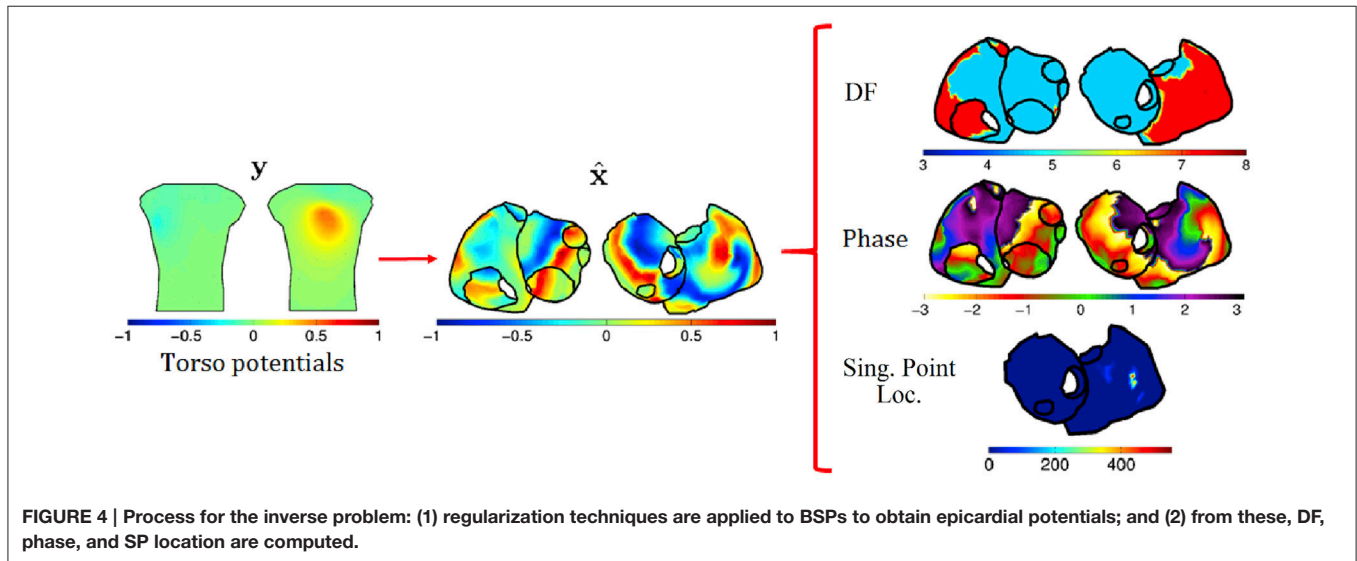 y
x̂
DF
3 4 5 6 7 8
Phase
−3 −2 −1 0 1 2 3
−1 −0.5 0 0.5 1
Torso potentials
−1 −0.5 0 0.5 1
Sing. Point
Loc.
0 200 400
FIGURE 4 | Process for the inverse problem: (1) regularization techniques are applied to BSPs to obtain epicardial potentials; and (2) from these, DF,
phase, and SP location are computed.